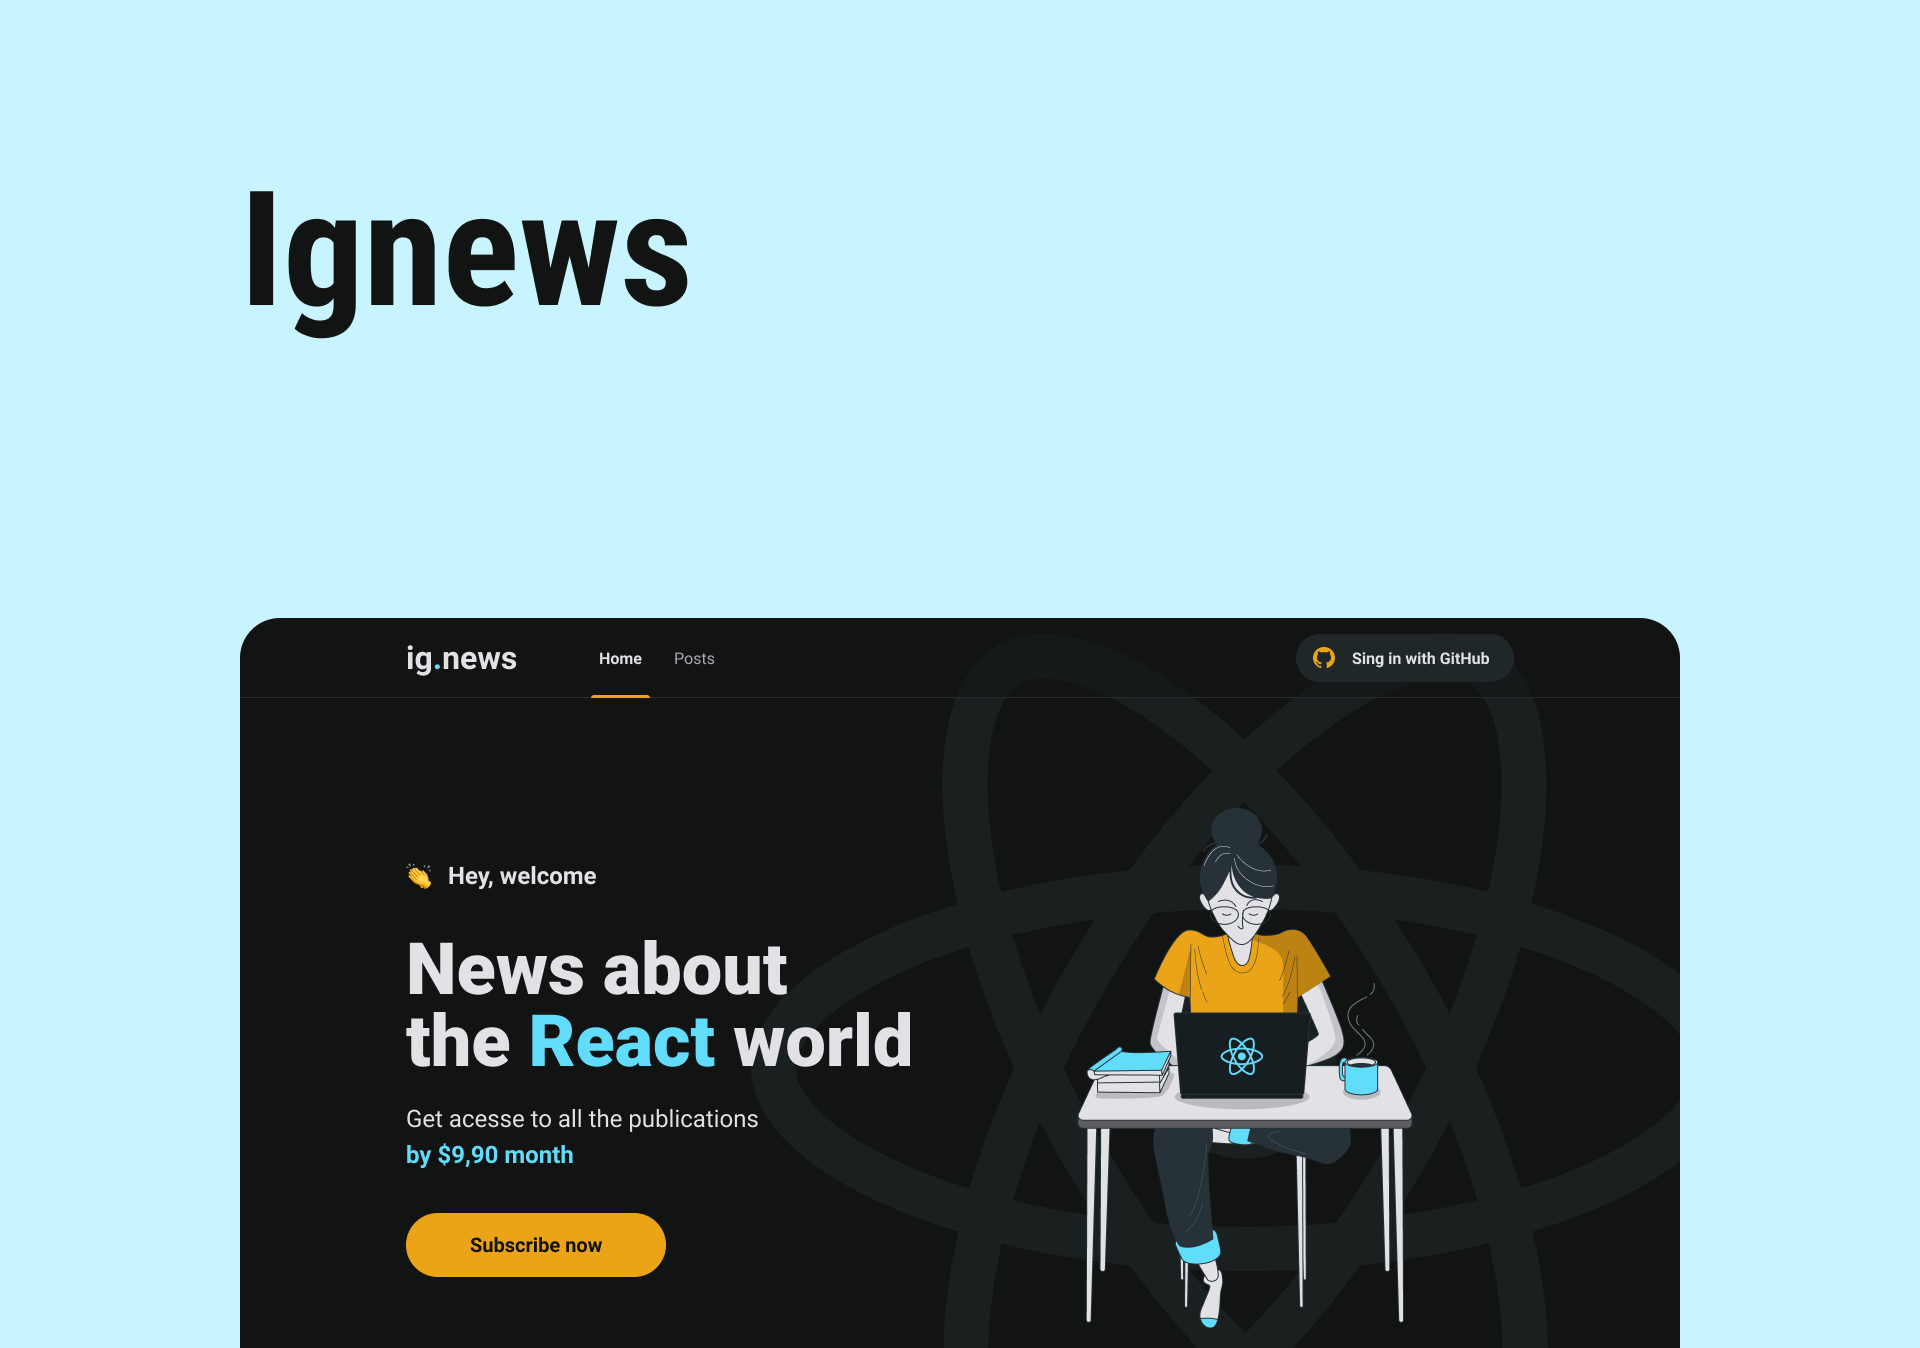 Ignews
ig.news
Home
Posts
Sing in with GitHub
👏 Hey, welcome
News about
the React world
Get acesse to all the publications
by $9,90 month
Subscribe now